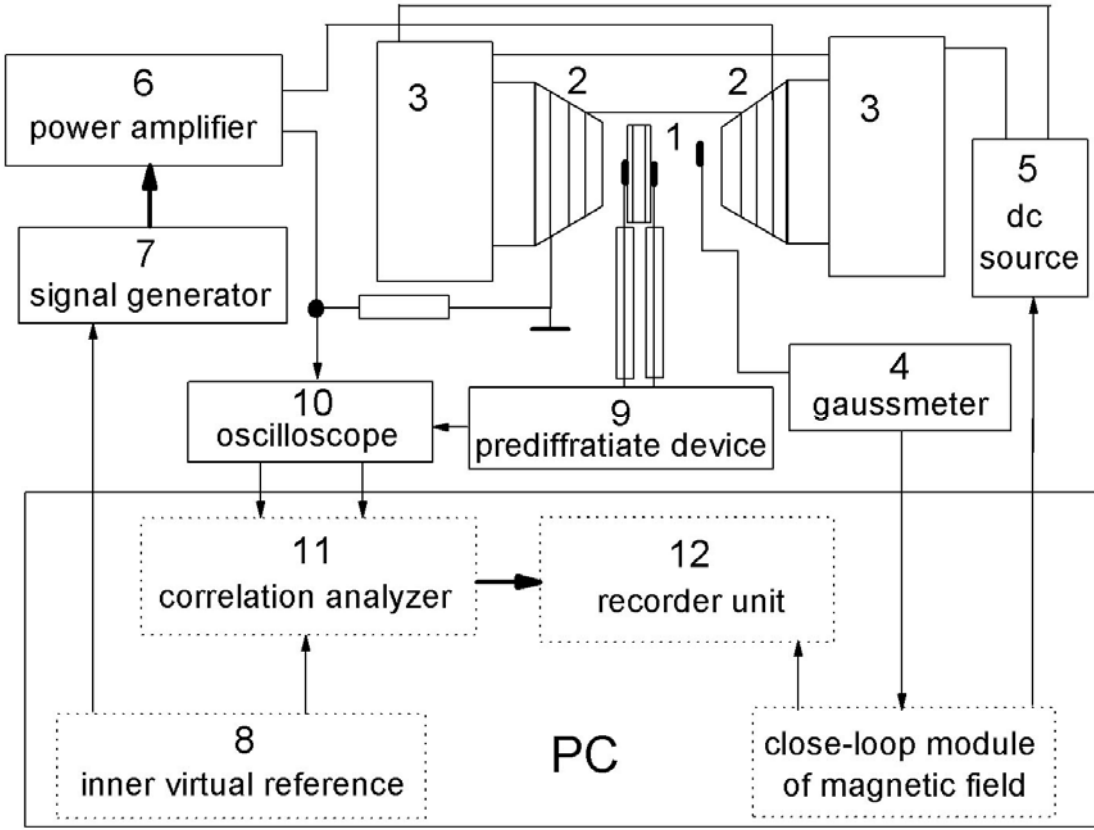 6
power amplifier
3
2
2
1
3
5
dc
source
7
signal generator
4
gaussmeter
10
oscilloscope
9
prediffratiate device
11
correlation analyzer
12
recorder unit
8
inner virtual reference
PC
close-loop module
of magnetic field